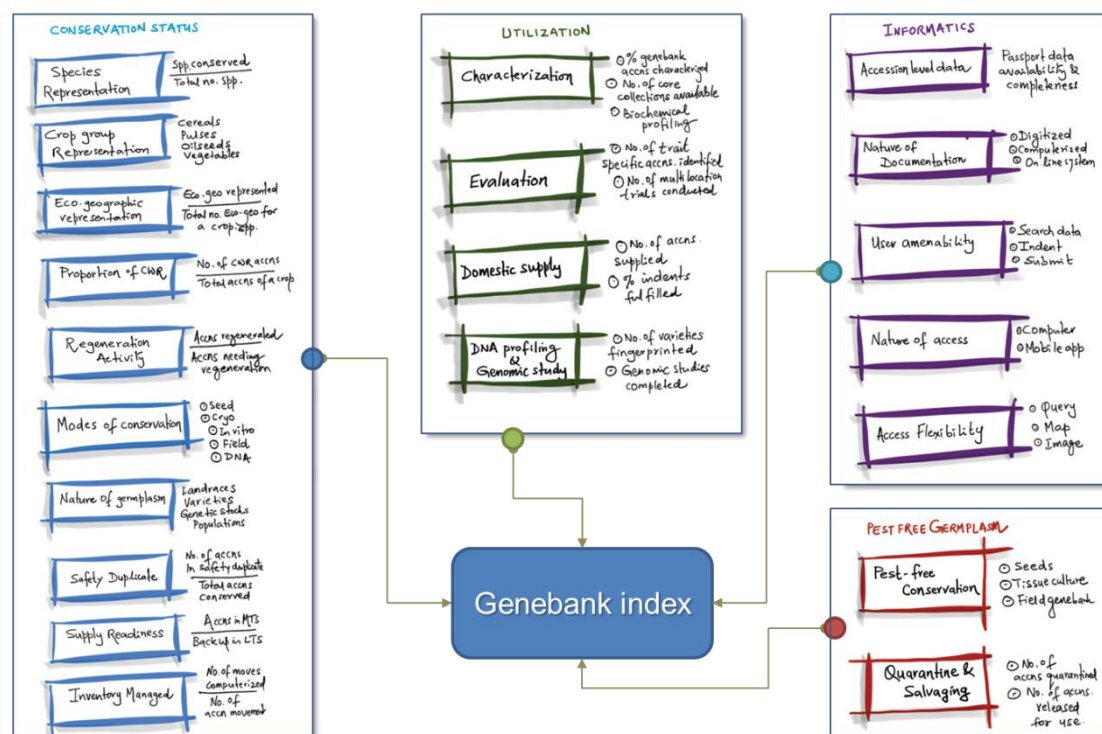 CONSERVATION STATUS
Species
Representation
Spp. conserved
Total no. Spp.
Crop group
Representation
Cereals
Pulses
Oilseeds
Vegetables
Eco-geographic
representation
Eco.geo represented
Total no. Eco-geo for
a crop.spp.
Proportion of CWR
No. of CWR accns
Total accns of a crop
Regeneration
Activity
Accns regenerated
Accns needing
regeneration
Modes of conservation
Seed
Cryo
In vitro
Field
DNA
Nature of germplasm
Landraces
Varieties
Genetic stocks
Populations
Safety Duplicate
No. of accns
In safety duplicate
Total accns
conserved
Supply Readiness
Accns in MTS
Backup in LTS
Inventory Managed
No. of moves
computerized
No. of
accn movement
UTILIZATION
Characterization
% genebank
accns characterized
No. of core
collections available
Biochemical
profiling
Evaluation
No. of trait
specific accns. identified
No. of multilocation
trials conducted
Domestic supply
No. of accns.
supplied
% indents
fulfilled
DNA profiling
&
Genomic study
No. of varieties
fingerprinted
Genomic studies
completed
INFORMATICS
Accession level data
Passport data
availability &
completeness
Nature of
Documentation
Digitized
Computerized
On line system
User amenability
Search data
Indent
Submit
Nature of access
Computer
Mobile app
Access Flexibility
Query
Map
Image
PEST FREE GERMPLASM
Pest-free
Conservation
Seeds
Tissue culture
Field genebank
Quarantine &
Salvaging
No. of
accns quarantined
No. of accns.
released
for use.
Genebank index